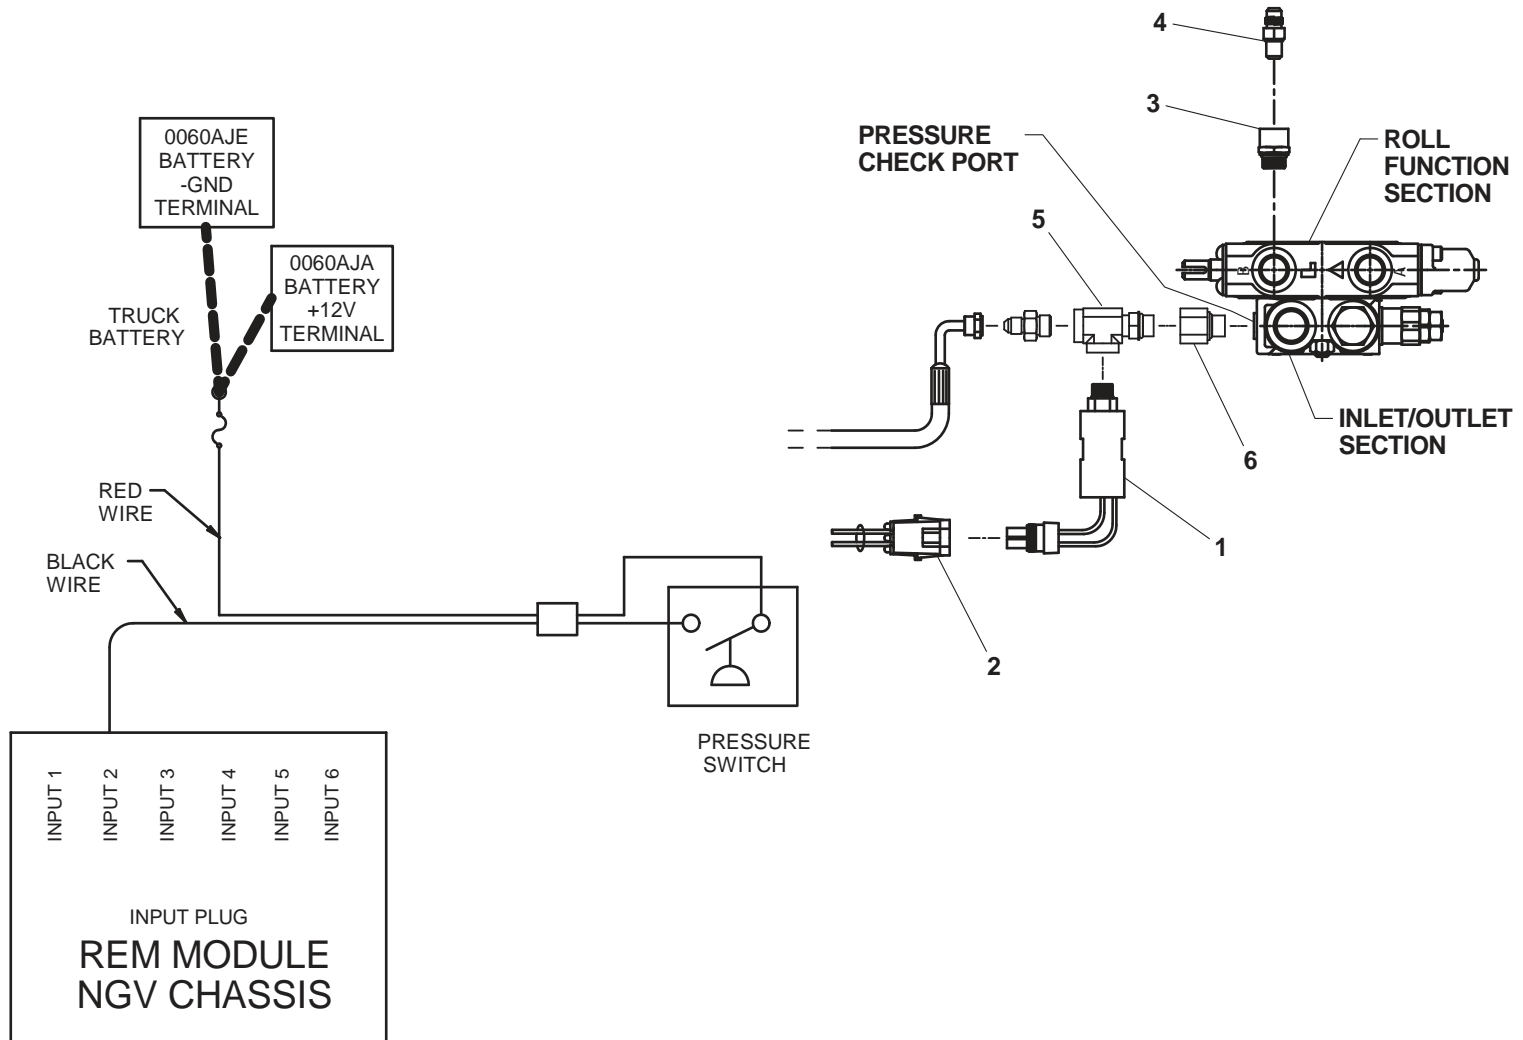 4
3
PRESSURE
CHECK PORT
ROLL
FUNCTION
SECTION
5
B
A
0060AJE
BATTERY
-GND
TERMINAL
0060AJA
BATTERY
+12V
TERMINAL
TRUCK
BATTERY
INLET/OUTLET
SECTION
6
RED
WIRE
1
BLACK
WIRE
2
PRESSURE
SWITCH
INPUT 1
INPUT 2
INPUT 3
INPUT 4
INPUT 5
INPUT 6
INPUT PLUG
REM MODULE
NGV CHASSIS